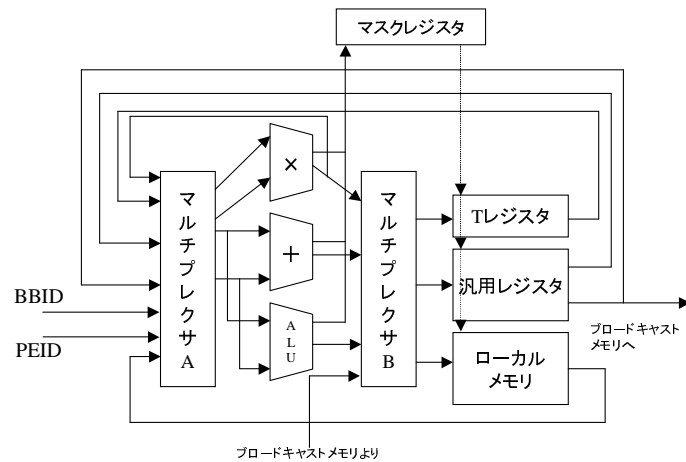 マスクレジスタ
マルチプレクサA
×
+
ALU
マルチプレクサB
Tレジスタ
汎用レジスタ
ローカル
メモリ
BBID
PEID
ブロードキャスト
メモリへ
ブロードキャストメモリより